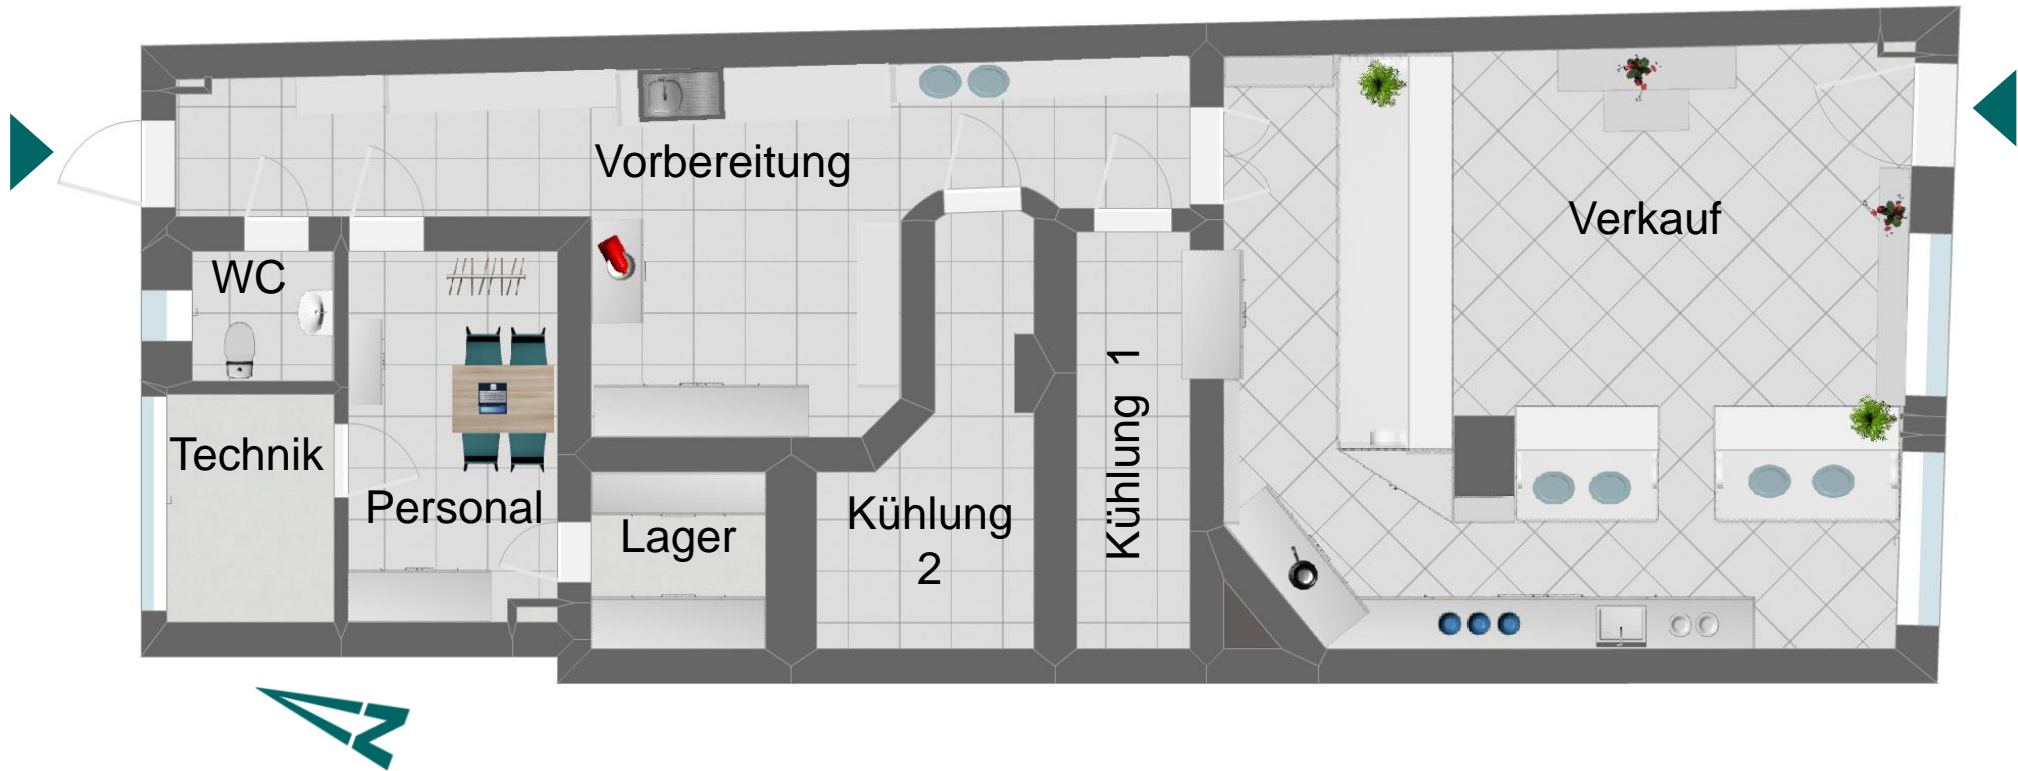 Vorbereitung
Verkauf
WC
Technik
Personal
Lager
Kühlung
2
Kühlung 1
N